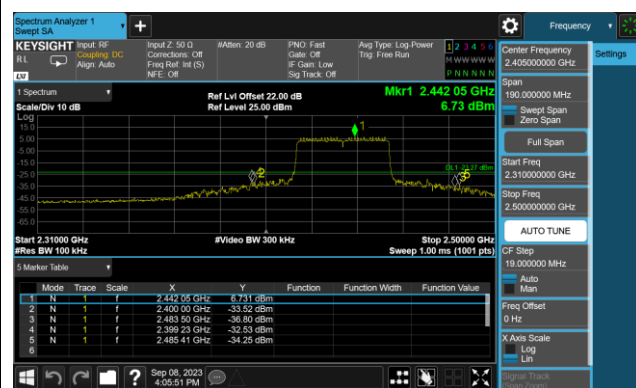 Spectrum Analyzer 1
Swept SA
Frequency
KEYSIGHT
RL
LXI
Input: RF
Coupling: DC
Align: Auto
Input Z: 50 Ω
Corrections: Off
Freq Ref: Int (S)
NFE: Off
#Atten: 20 dB
PNO: Fast
Gate: Off
IF Gain: Low
Sig Track: Off
Avg Type: Log-Power
Trig: Free Run
1 2 3 4 5 6
M W W W W W
P N N N N N
Center Frequency
2.405000000 GHz
Settings
Span
190.000000 MHz
Swept Span
Zero Span
Full Span
Start Freq
2.310000000 GHz
Stop Freq
2.500000000 GHz
AUTO TUNE
CF Step
19.000000 MHz
Auto
Man
Freq Offset
0 Hz
X Axis Scale
Log
Lin
Signal Track
(Span Zoom)
1 Spectrum
Scale/Div 10 dB
Ref Lvl Offset 22.00 dB
Ref Level 25.00 dBm
Mkr1 2.442 05 GHz
6.73 dBm
Log
15.0
5.00
-5.00
-15.0
-25.0
-35.0
-45.0
-55.0
-65.0
1
2
5
Start 2.31000 GHz
#Res BW 100 kHz
#Video BW 300 kHz
Stop 2.50000 GHz
Sweep 1.00 ms (1001 pts)
5 Marker Table
Mode Trace Scale X Y Function Function Width Function Value
1 N 1 f 2.442 05 GHz 6.731 dBm
2 N 1 f 2.400 00 GHz -33.52 dBm
3 N 1 f 2.483 50 GHz -36.80 dBm
4 N 1 f 2.399 23 GHz -32.53 dBm
5 N 1 f 2.485 41 GHz -34.25 dBm
6
?
Sep 08, 2023
4:05:51 PM